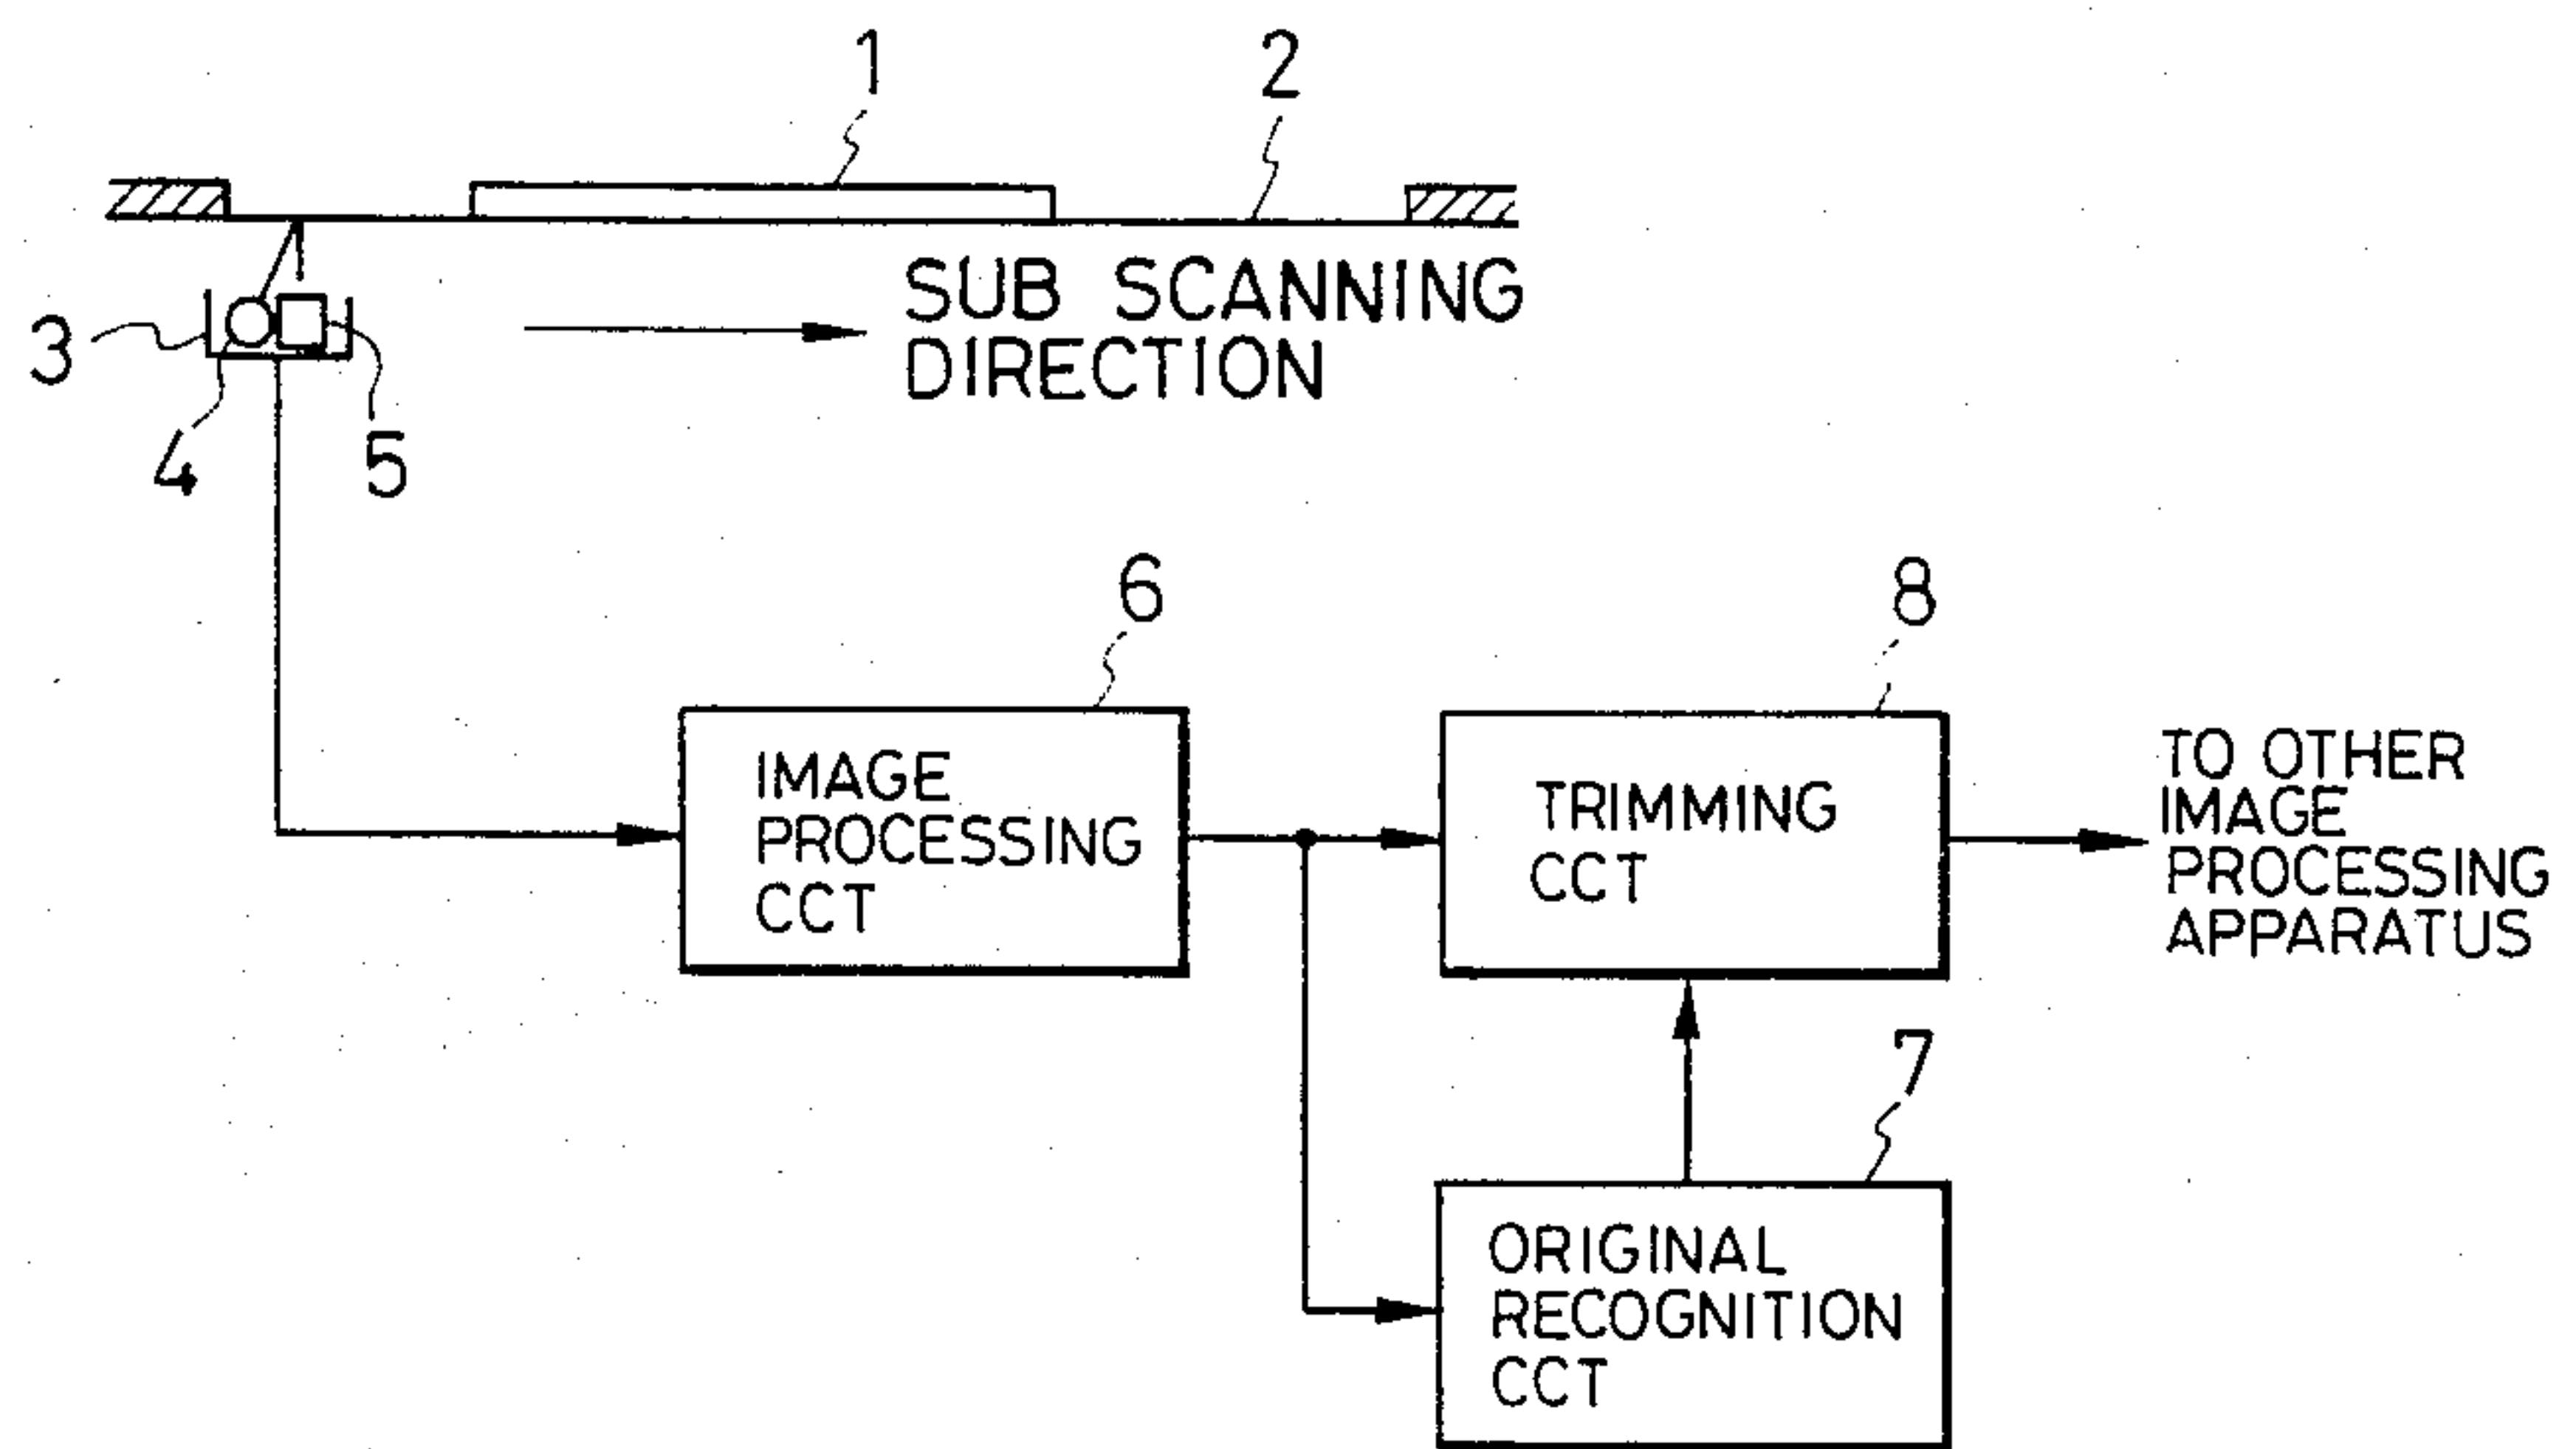 1
2
SUB SCANNING
DIRECTION
3
4
5
6
8
IMAGE
PROCESSING
CCT
TRIMMING
CCT
TO OTHER
IMAGE
PROCESSING
APPARATUS
7
ORIGINAL
RECOGNITION
CCT